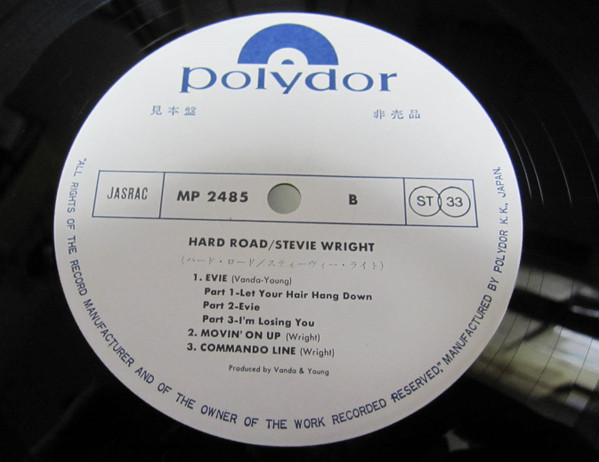 polydor
見本盤 非売品
JASRAC MP 2485 B ST 33
HARD ROAD/STEVIE WRIGHT
(ハード・ロード/スティーヴィー・ライト)
1. EVIE (Vanda-Young)
Part 1-Let Your Hair Hang Down
Part 2-Evie
Part 3-I'm Losing You
2. MOVIN' ON UP (Wright)
3. COMMANDO LINE (Wright)
Produced by Vanda & Young
"ALL RIGHTS OF THE RECORD MANUFACTURER AND OF THE OWNER OF THE WORK RECORDED RESERVED," MANUFACTURED BY POLYDOR K.K., JAPAN.